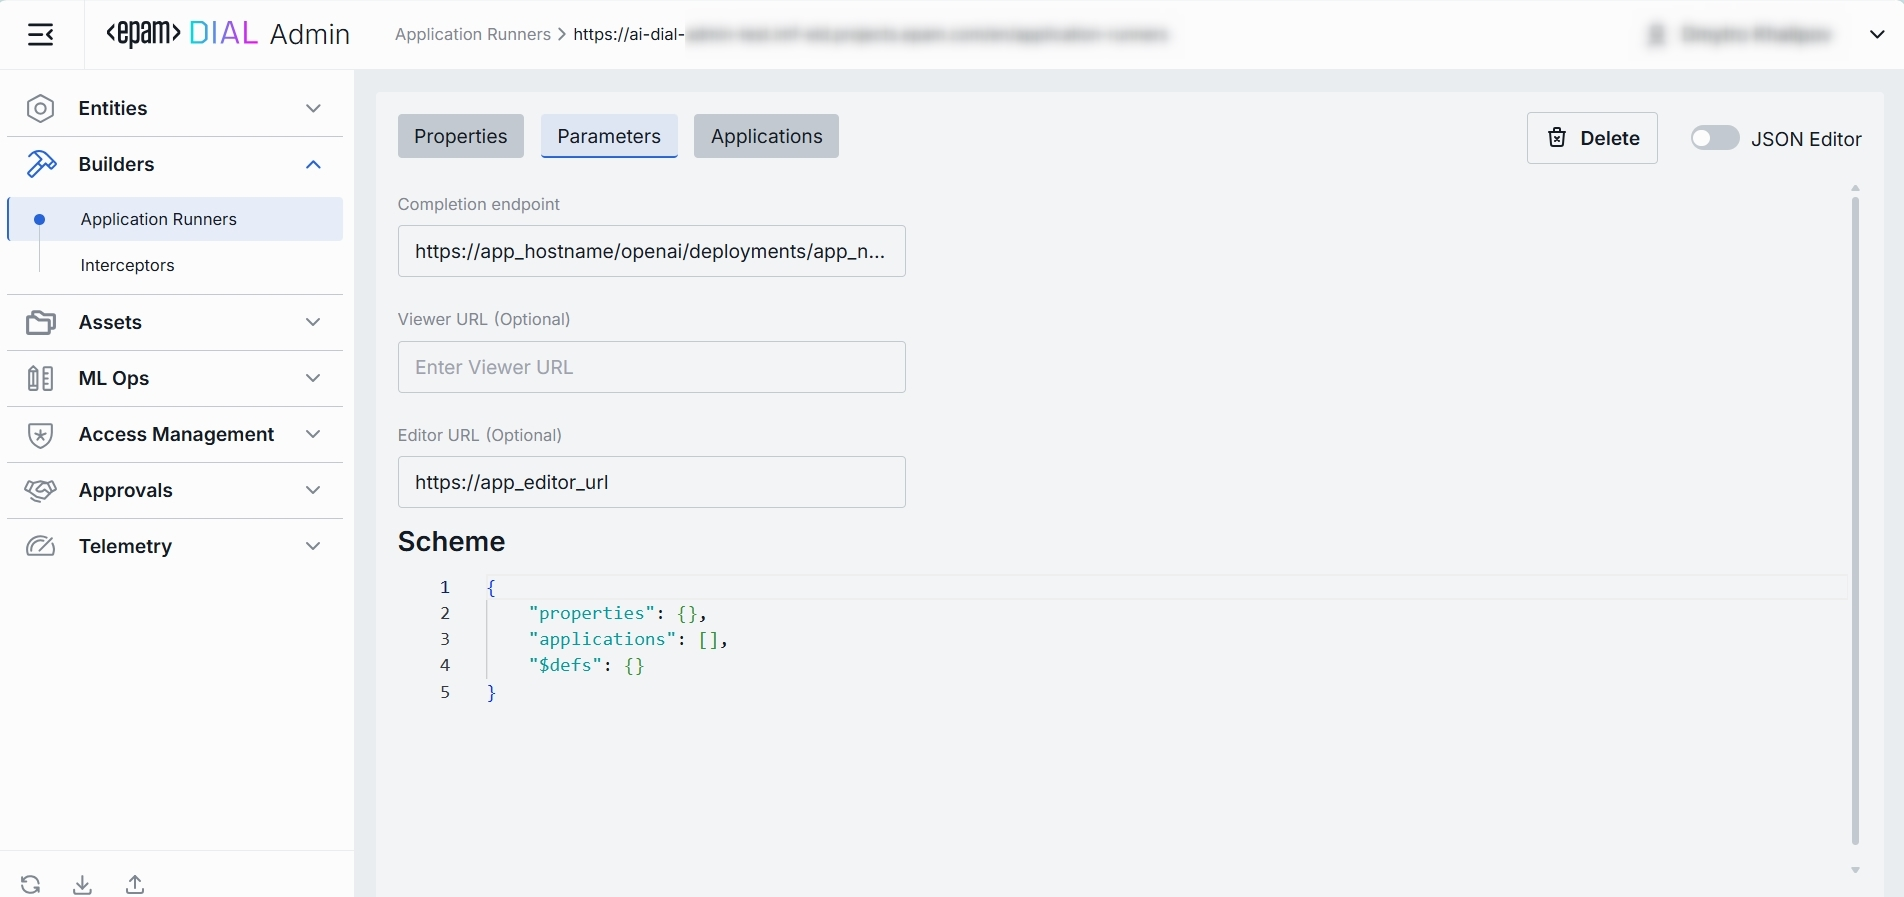 <epam> DIAL Admin
Application Runners > https://ai-dial-
Entities
Builders
Application Runners
Interceptors
Assets
ML Ops
Access Management
Approvals
Telemetry
Properties
Parameters
Applications
Delete
JSON Editor
Completion endpoint
https://app_hostname/openai/deployments/app_n...
Viewer URL (Optional)
Enter Viewer URL
Editor URL (Optional)
https://app_editor_url
Scheme
1 {
2 "properties": {},
3 "applications": [],
4 "$defs": {}
5 }